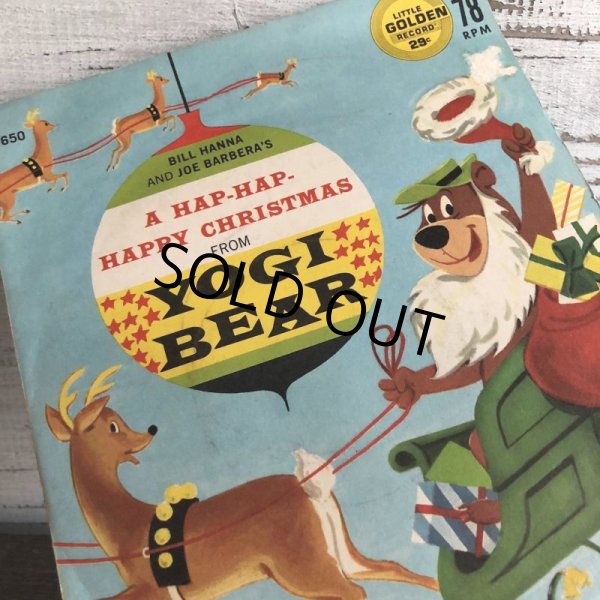 LITTLE
GOLDEN
RECORD
29¢
78
RPM
650
BILL HANNA
AND JOE BARBERA'S
A HAP-HAP-
HAPPY CHRISTMAS
FROM
YOGI
BEAR
SOLD OUT